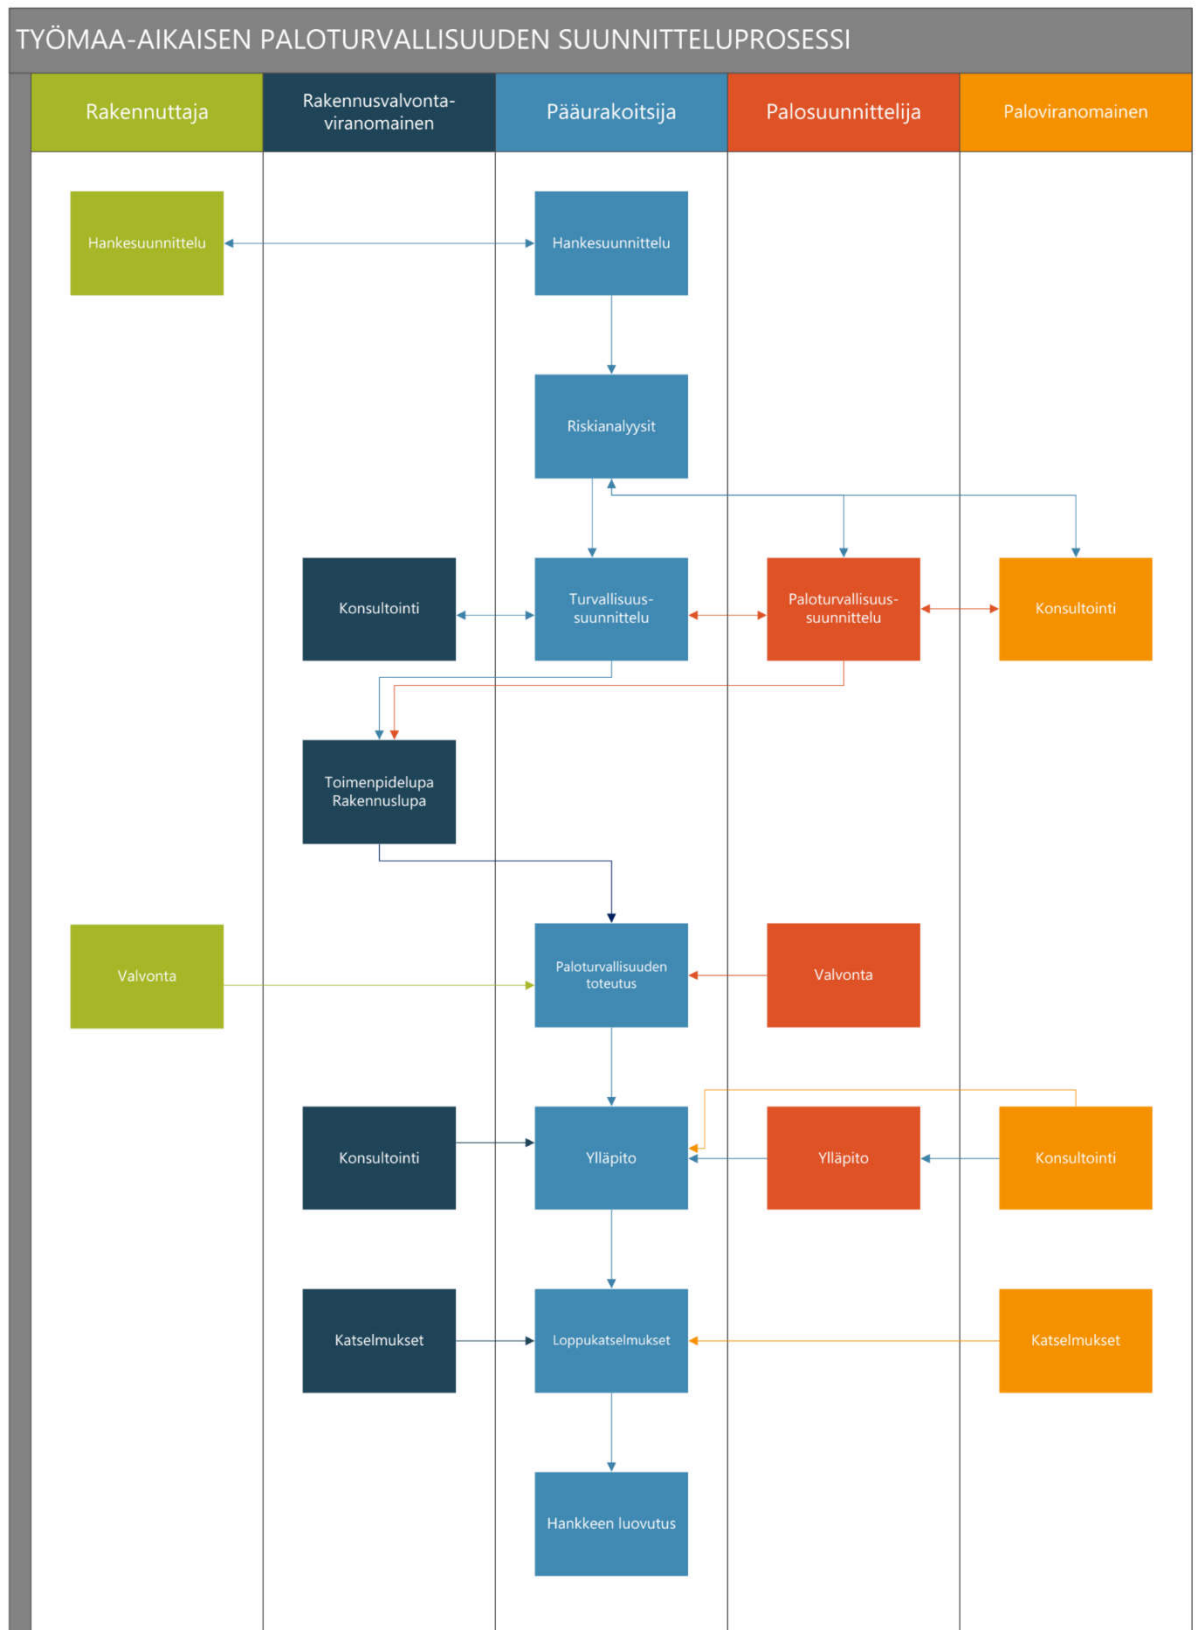 TYÖMAA-AIKAISEN PALOTURVALLISUUDEN SUUNNITTELUPROSESSI
Rakennuttaja
Rakennusvalvonta-
viranomainen
Pääurakoitsija
Palosuunnittelija
Paloviranomainen
Hankesuunnittelu
Hankesuunnittelu
Riskianalyysit
Konsultointi
Turvallisuus-
suunnittelu
Paloturvallisuus-
suunnittelu
Konsultointi
Toimenpidelupa
Rakennuslupa
Valvonta
Paloturvallisuuden
toteutus
Valvonta
Konsultointi
Ylläpito
Ylläpito
Konsultointi
Katselmukset
Loppukatselmukset
Katselmukset
Hankkeen luovutus